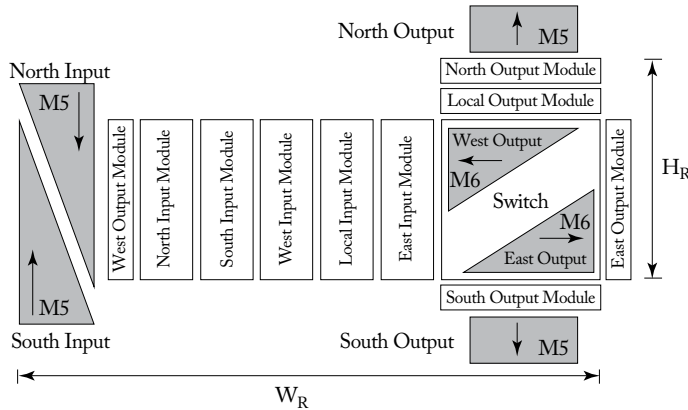 North Output
M5
North Input
North Output Module
M5
Local Output Module
West Output Module
North Input Module
South Input Module
West Input Module
Local Input Module
East Input Module
West Output
M6
Switch
M6
East Output
East Output Module
H_R
M5
South Input
South Output Module
South Output
M5
W_R